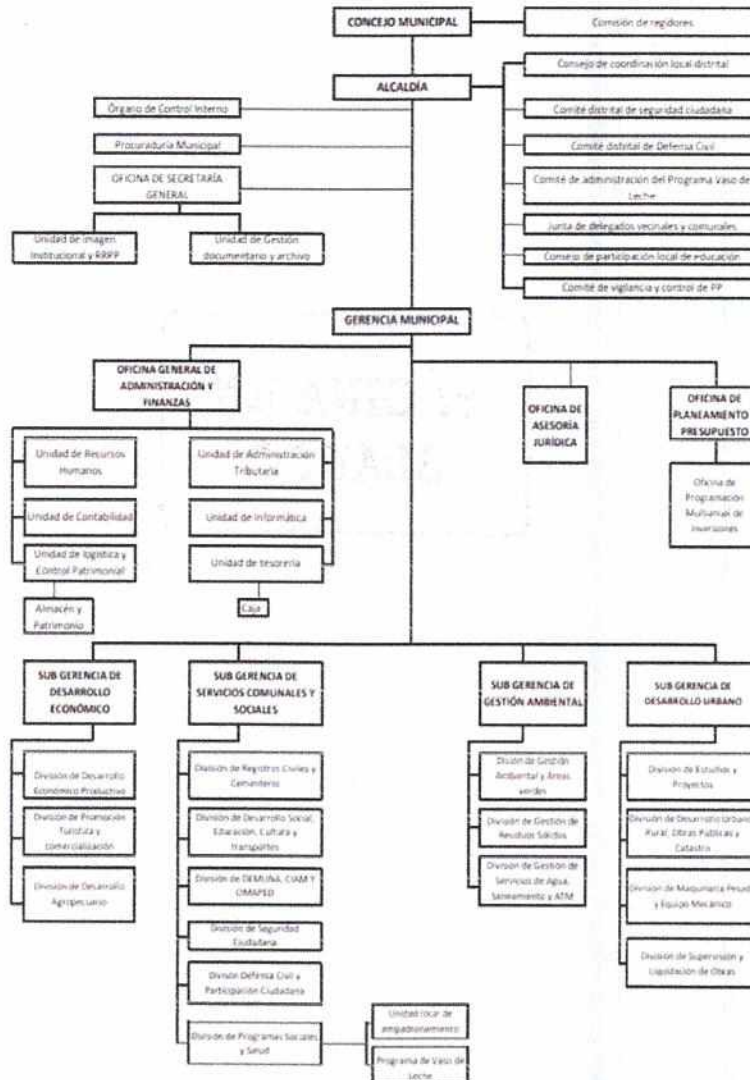 CONCEJO MUNICIPAL
Comisión de regidores
Consejo de coordinación local distrital
ALCALDÍA
Órgano de Control Interno
Comité distrital de seguridad ciudadana
Procuraduría Municipal
Comité distrital de Defensa Civil
OFICINA DE SECRETARÍA
GENERAL
Comité de administración del Programa Vaso de
Leche
Unidad de Imagen
Institucional y RRPP
Unidad de Gestión
documentario y archivo
Junta de delegados vecinales y comunales
Consejo de participación local de educación
Comité de vigilancia y control de PP
GERENCIA MUNICIPAL
OFICINA GENERAL DE
ADMINISTRACIÓN Y
FINANZAS
OFICINA DE
ASESORÍA
JURÍDICA
OFICINA DE
PLANEAMIENTO
PRESUPUESTO
Unidad de Recursos
Humanos
Unidad de Administración
Tributaria
Oficina de
Programación
Multianual de
Inversiones
Unidad de Contabilidad
Unidad de Informática
Unidad de logística y
Control Patrimonial
Unidad de tesorería
Almacén y
Patrimonio
Caja
SUB GERENCIA DE
DESARROLLO
ECONÓMICO
SUB GERENCIA DE
SERVICIOS COMUNALES Y
SOCIALES
SUB GERENCIA DE
GESTIÓN AMBIENTAL
SUB GERENCIA DE
DESARROLLO URBANO
División de Desarrollo
Económico Productivo
División de Promoción
Turística y
comercialización
División de Desarrollo
Agropecuario
División de Registros Civiles y
Cementerio
División de Desarrollo Social,
Educación, Cultura y
transportes
División de DEMUNA, CIAM Y
OMAPED
División de Seguridad
Ciudadana
División Defensa Civil y
Participación Ciudadana
División de Programas Sociales
y Salud
Unidad local de
empadronamiento
Programa de Vaso de
Leche
División de Gestión
Ambiental y Áreas
verdes
División de Gestión de
Residuos Sólidos
División de Gestión de
Servicios de Agua,
Saneamiento y ATM
División de Estudios y
Proyectos
División de Desarrollo Urbano
Rural, Obras Públicas y
Catastro
División de Maquinaria Pesada
y Equipo Mecánico
División de Supervisión y
Liquidación de Obras